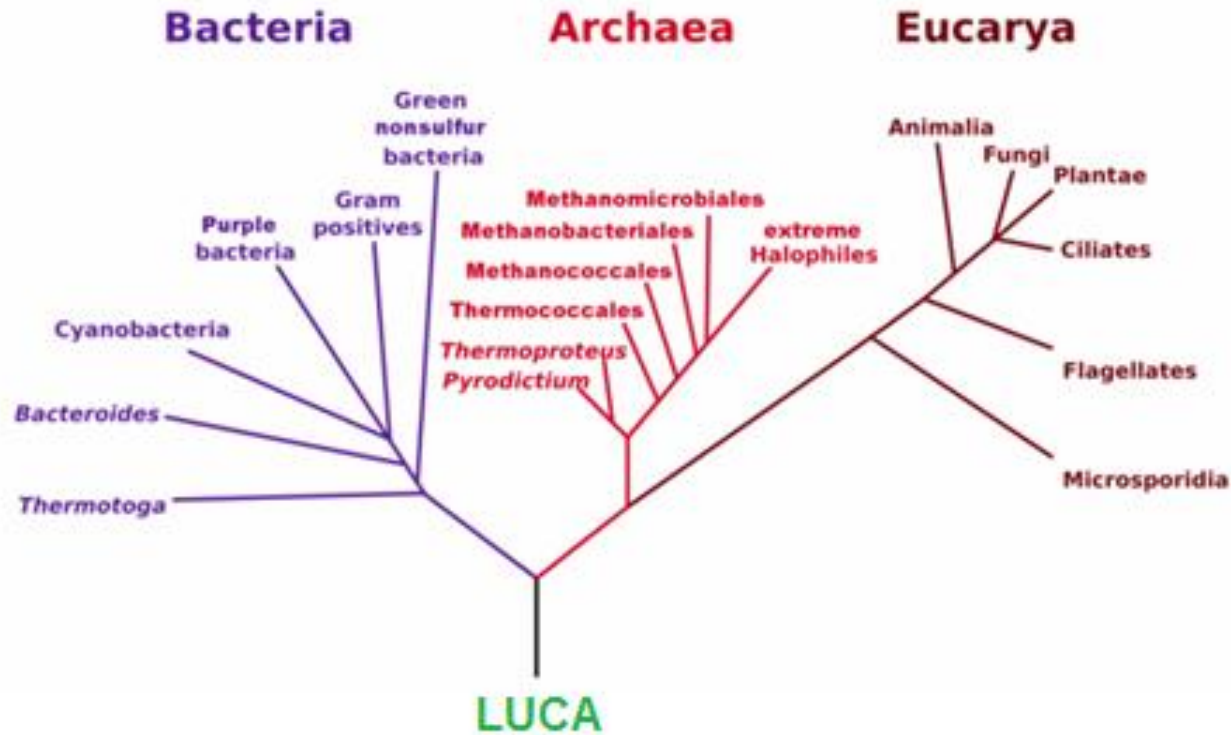 Bacteria
Archaea
Eucarya
Green
nonsulfur
bacteria
Gram
positives
Purple
bacteria
Cyanobacteria
Bacteroides
Thermotoga
Methanomicrobiales
Methanobacteriales
Methanococcales
Thermococcales
Thermoproteus
Pyrodictium
extreme
Halophiles
Animalia
Fungi
Plantae
Ciliates
Flagellates
Microsporidia
LUCA